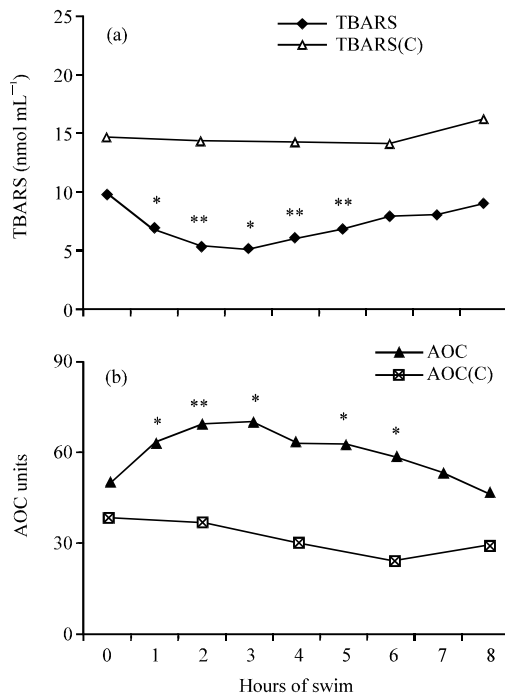 (a)
TBARS
TBARS(C)
TBARS (nmol mL⁻¹)
25
20
15
10
5
0
* ** * ** **
(b)
AOC
AOC(C)
AOC units
90
60
30
0
* ** * * *
0 1 2 3 4 5 6 7 8
Hours of swim